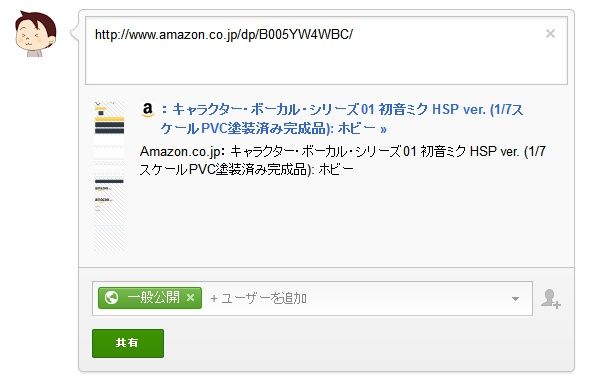 http://www.amazon.co.jp/dp/B005YW4WBC/
: キャラクター・ボーカル・シリーズ01 初音ミク HSP ver. (1/7ス
ケールPVC塗装済み完成品): ホビー »
Amazon.co.jp: キャラクター・ボーカル・シリーズ01 初音ミク HSP ver. (1/7
スケールPVC塗装済み完成品): ホビー
一般公開 × + ユーザーを追加
共有